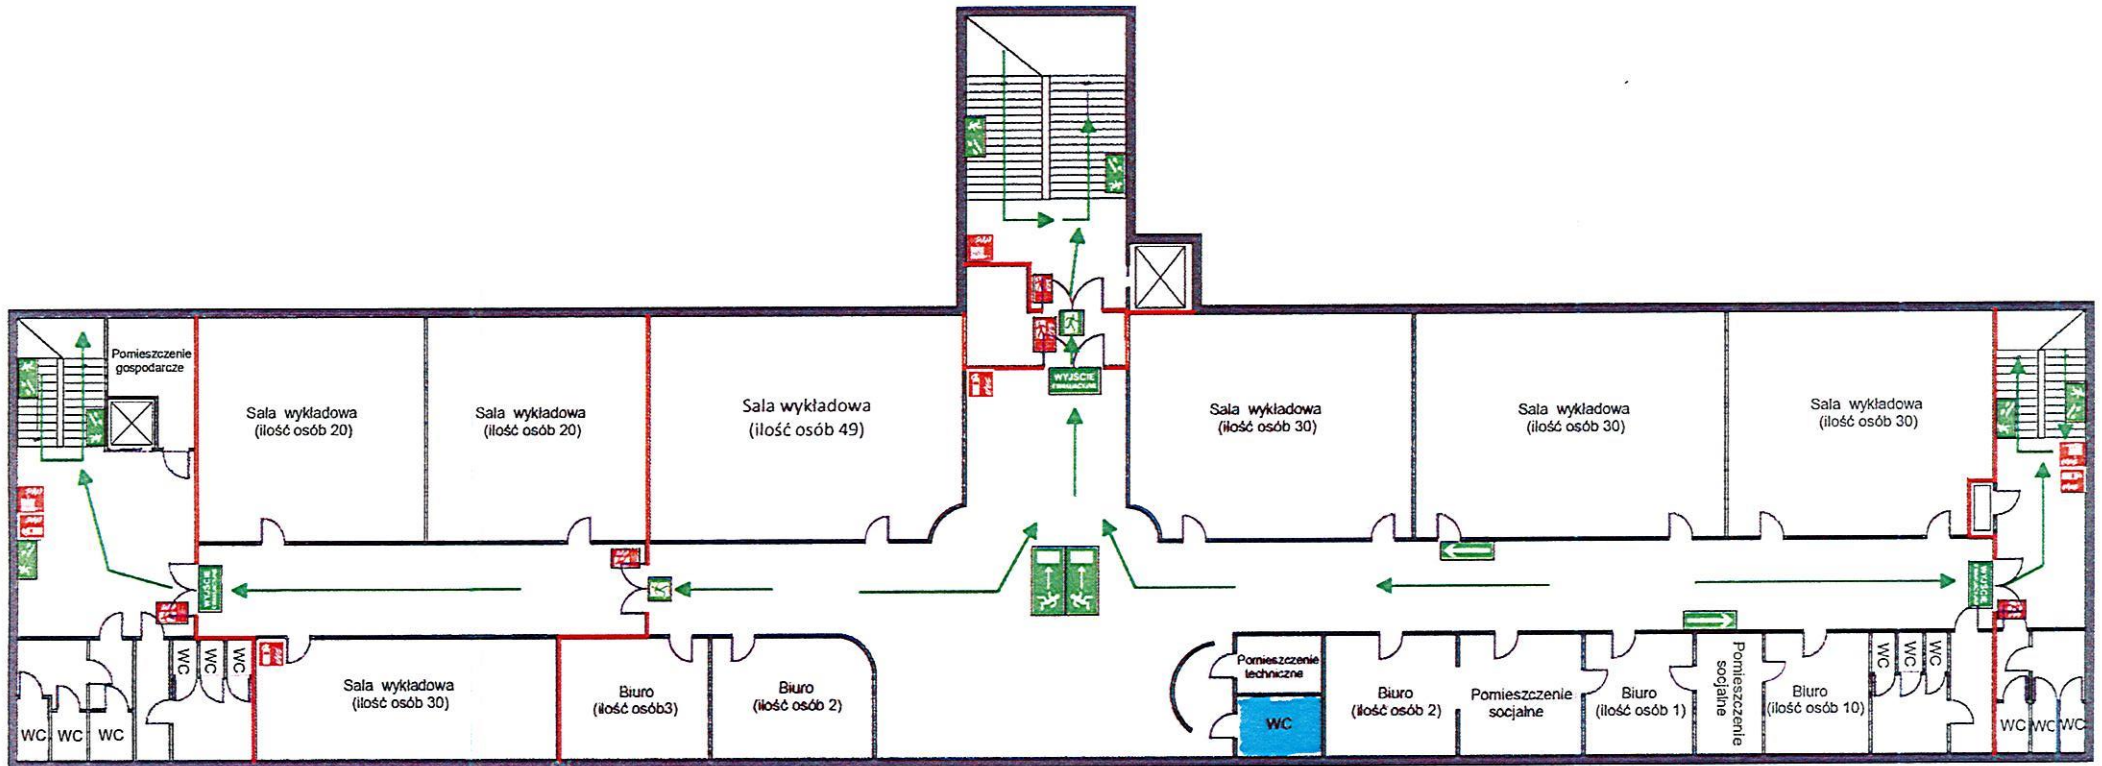 Pomieszczenie
gospodarcze
Sala wykładowa
(ilość osób 20)
Sala wykładowa
(ilość osób 20)
Sala wykładowa
(ilość osób 49)
WYJŚCIE
EWAKUACYJNE
Sala wykładowa
(ilość osób 30)
Sala wykładowa
(ilość osób 30)
Sala wykładowa
(ilość osób 30)
WYJŚCIE
WYJŚCIE
WC
WC
WC
WC
WC
WC
Sala wykładowa
(ilość osób 30)
Biuro
(ilość osób3)
Biuro
(ilość osób 2)
Pomieszczenie
techniczne
WC
Biuro
(ilość osób 2)
Pomieszczenie
socjalne
Biuro
(ilość osób 1)
Pomieszczenie
socjalne
Biuro
(ilość osób 10)
WC
WC
WC
WC
WC
WC